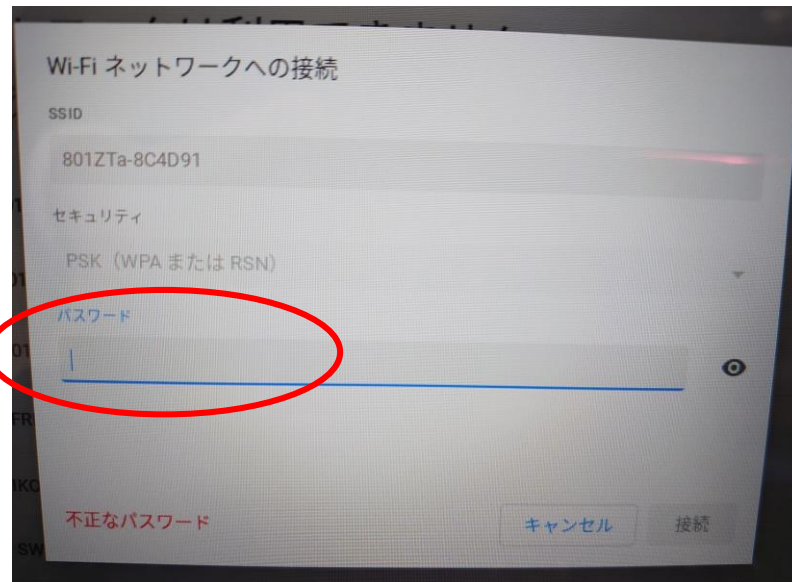 Wi-Fi ネットワークへの接続
SSID
801ZTa-8C4D91
セキュリティ
PSK（WPA または RSN）
パスワード
不正なパスワード
キャンセル
接続